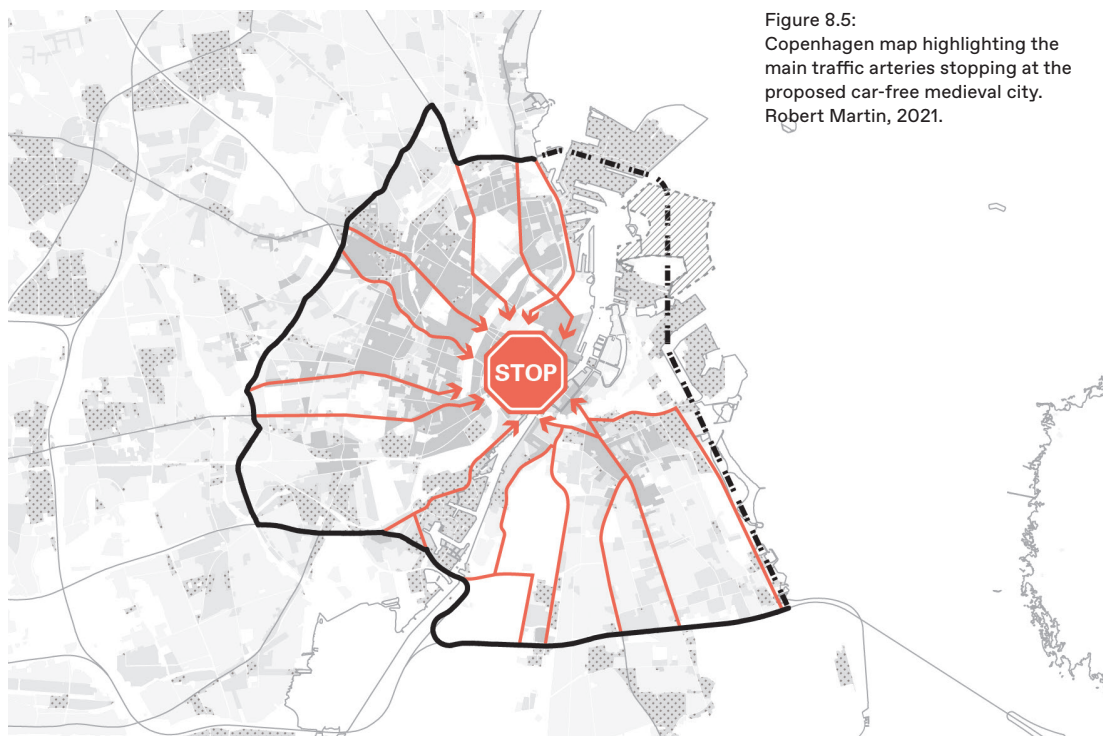 Figure 8.5:
Copenhagen map highlighting the
main traffic arteries stopping at the
proposed car-free medieval city.
Robert Martin, 2021.
STOP